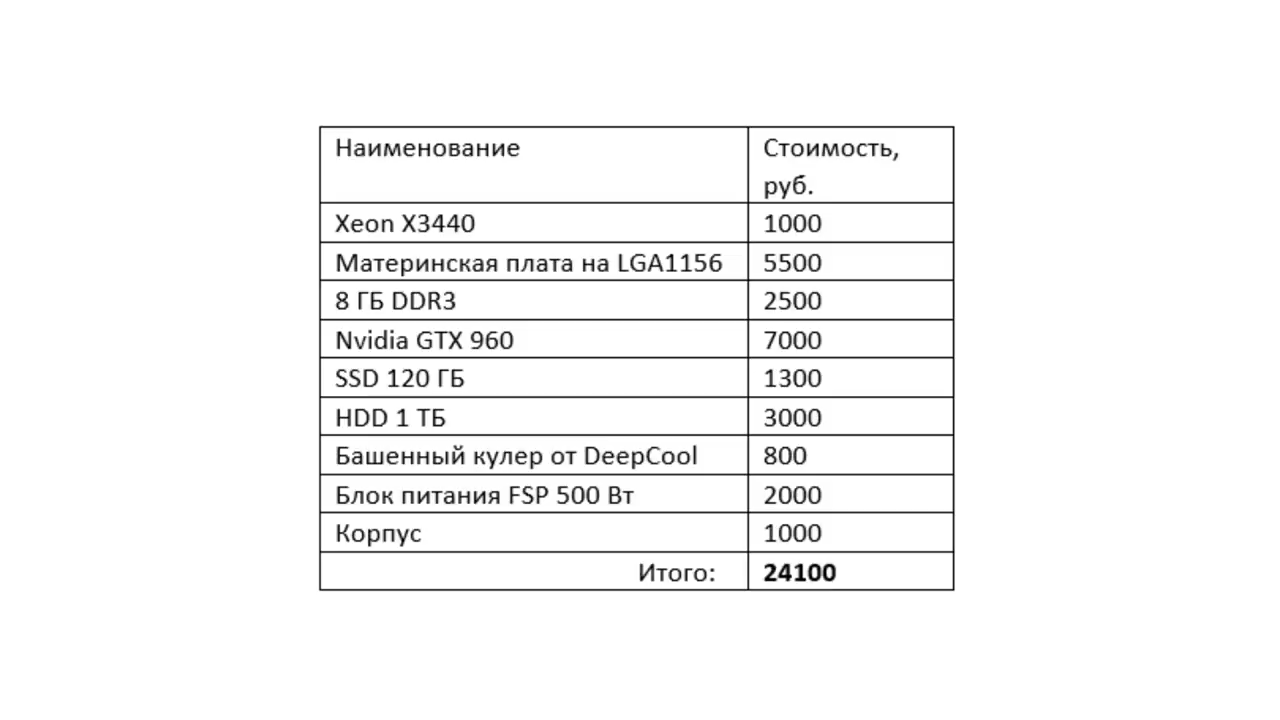 Наименование Стоимость,
руб.
Xeon X3440 1000
Материнская плата на LGA1156 5500
8 ГБ DDR3 2500
Nvidia GTX 960 7000
SSD 120 ГБ 1300
HDD 1 ТБ 3000
Башенный кулер от DeepCool 800
Блок питания FSP 500 Вт 2000
Корпус 1000
Итого: 24100